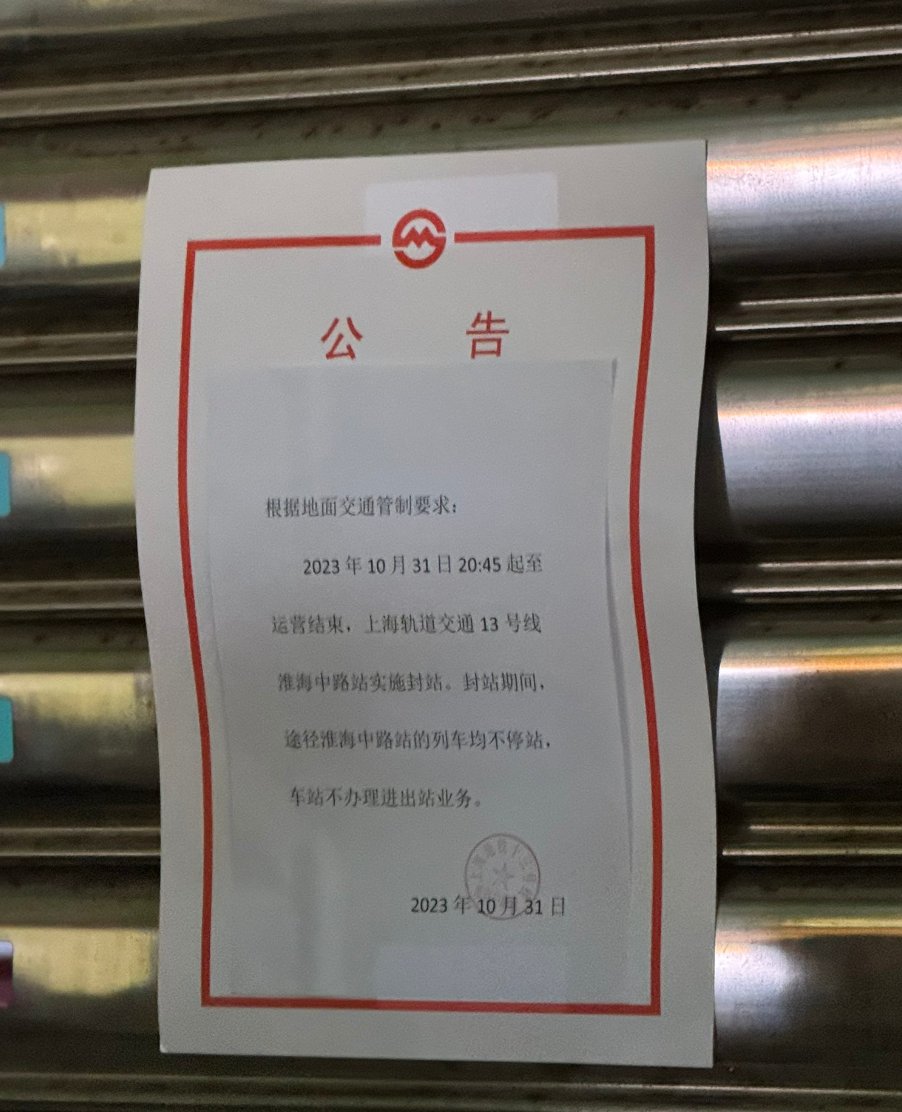 公 告
根据地面交通管制要求：
2023 年 10 月 31 日 20:45 起至
运营结束，上海轨道交通 13 号线
淮海中路站实施封站。封站期间，
途径淮海中路站的列车均不停站，
车站不办理进出站业务。
2023 年 10 月 31 日